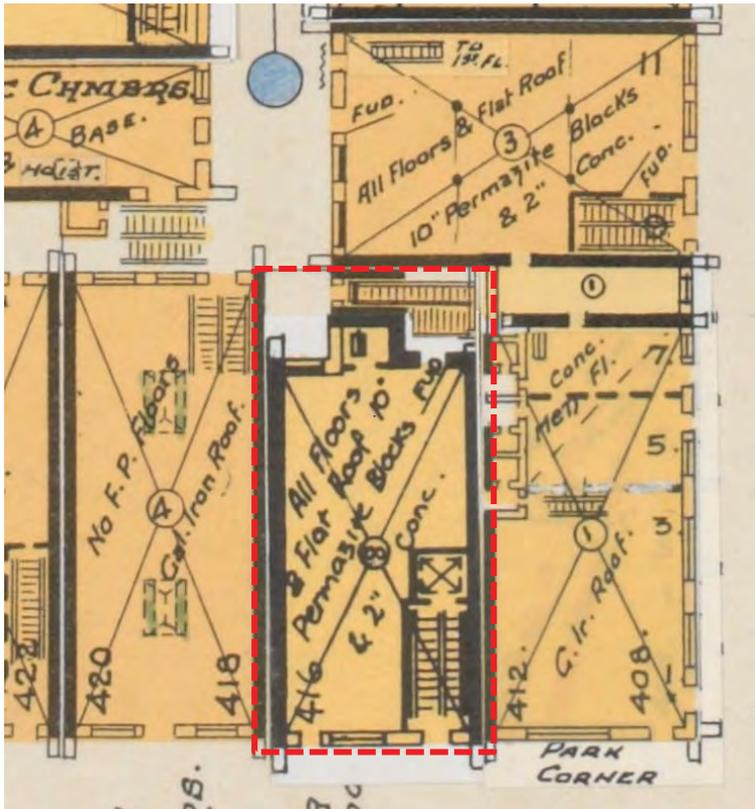 C CHMBERS.
4
BASE.
HOIST.
TO
1ST. FL.
11
FUD.
All Floors & Flat Roof
3
10" Permazite Blocks
& 2" Conc.
FUD.
1
No F.P. Floors
4
Gal. Iron Roof.
422
420
418
All Floors
& Flat Roof 10"
Permazite Blocks
& 2" Conc.
FUD
8
416
Conc.
Mett Fl.
7.
5.
3.
1
G.Ir. Roof.
412.
408.
PARK
CORNER